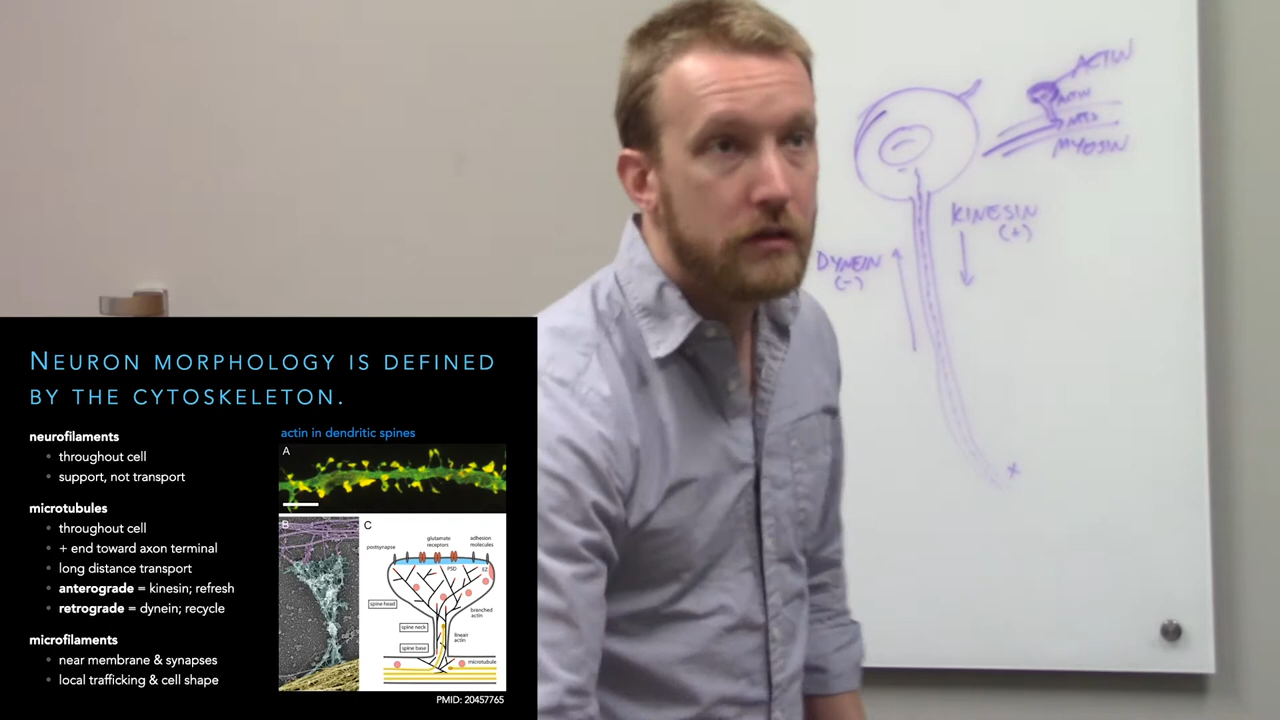 NEURON MORPHOLOGY IS DEFINED
BY THE CYTOSKELETON.
neurofilaments
throughout cell
support, not transport
microtubules
throughout cell
+ end toward axon terminal
long distance transport
anterograde = kinesin; refresh
retrograde = dynein; recycle
microfilaments
near membrane & synapses
local trafficking & cell shape
actin in dendritic spines
A
B
C
glutamate
receptors
adhesion
molecules
postsynapse
PSD
EZ
spine head
branched
actin
spine neck
lineair
actin
spine base
microtubule
PMID: 20457765
ACTIN
ACTIN
MYOSIN
KINESIN
(+)
DYNEIN
(-)
x